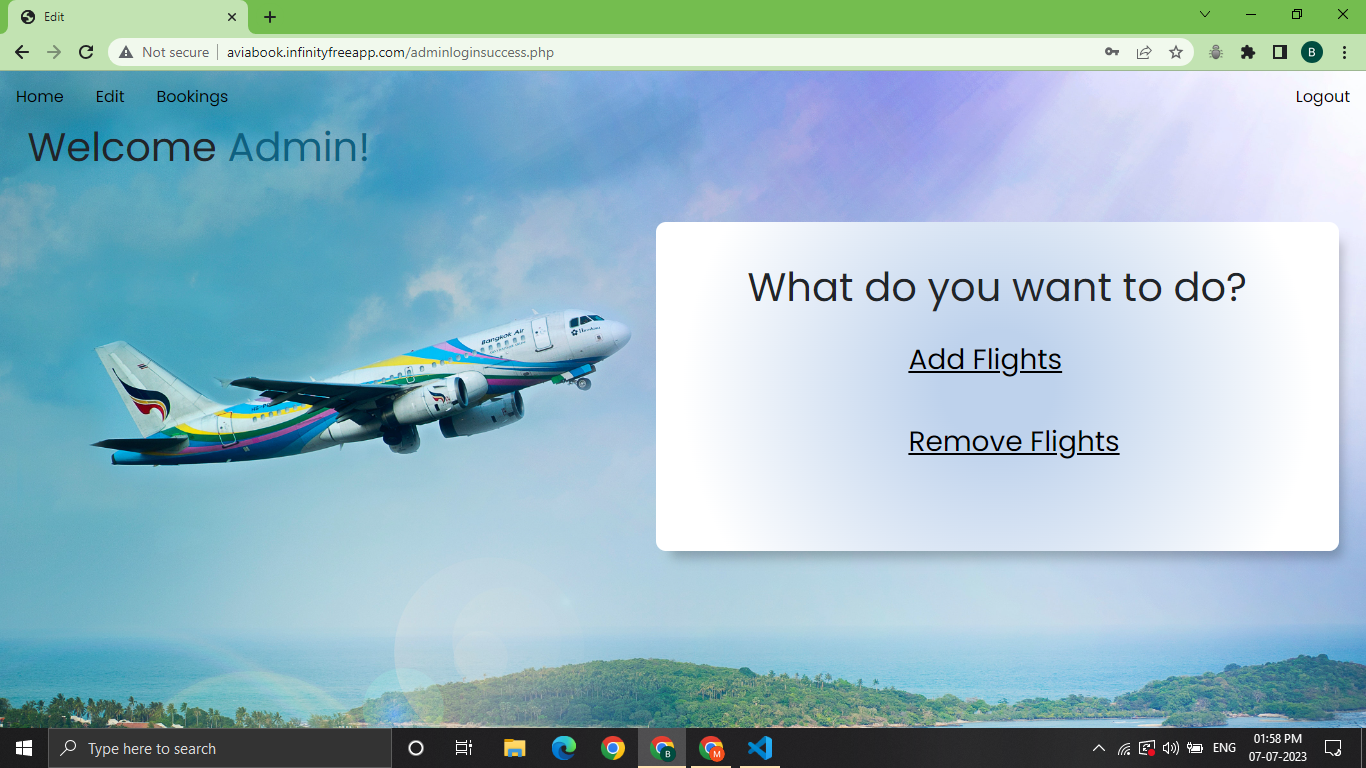 Edit
Not secure
aviabook.infinityfreeapp.com/adminloginsuccess.php
B
Home
Edit
Bookings
Logout
Welcome Admin!
What do you want to do?
Add Flights
Remove Flights
Bangkok Air
Type here to search
B
M
ENG
01:58 PM
07-07-2023